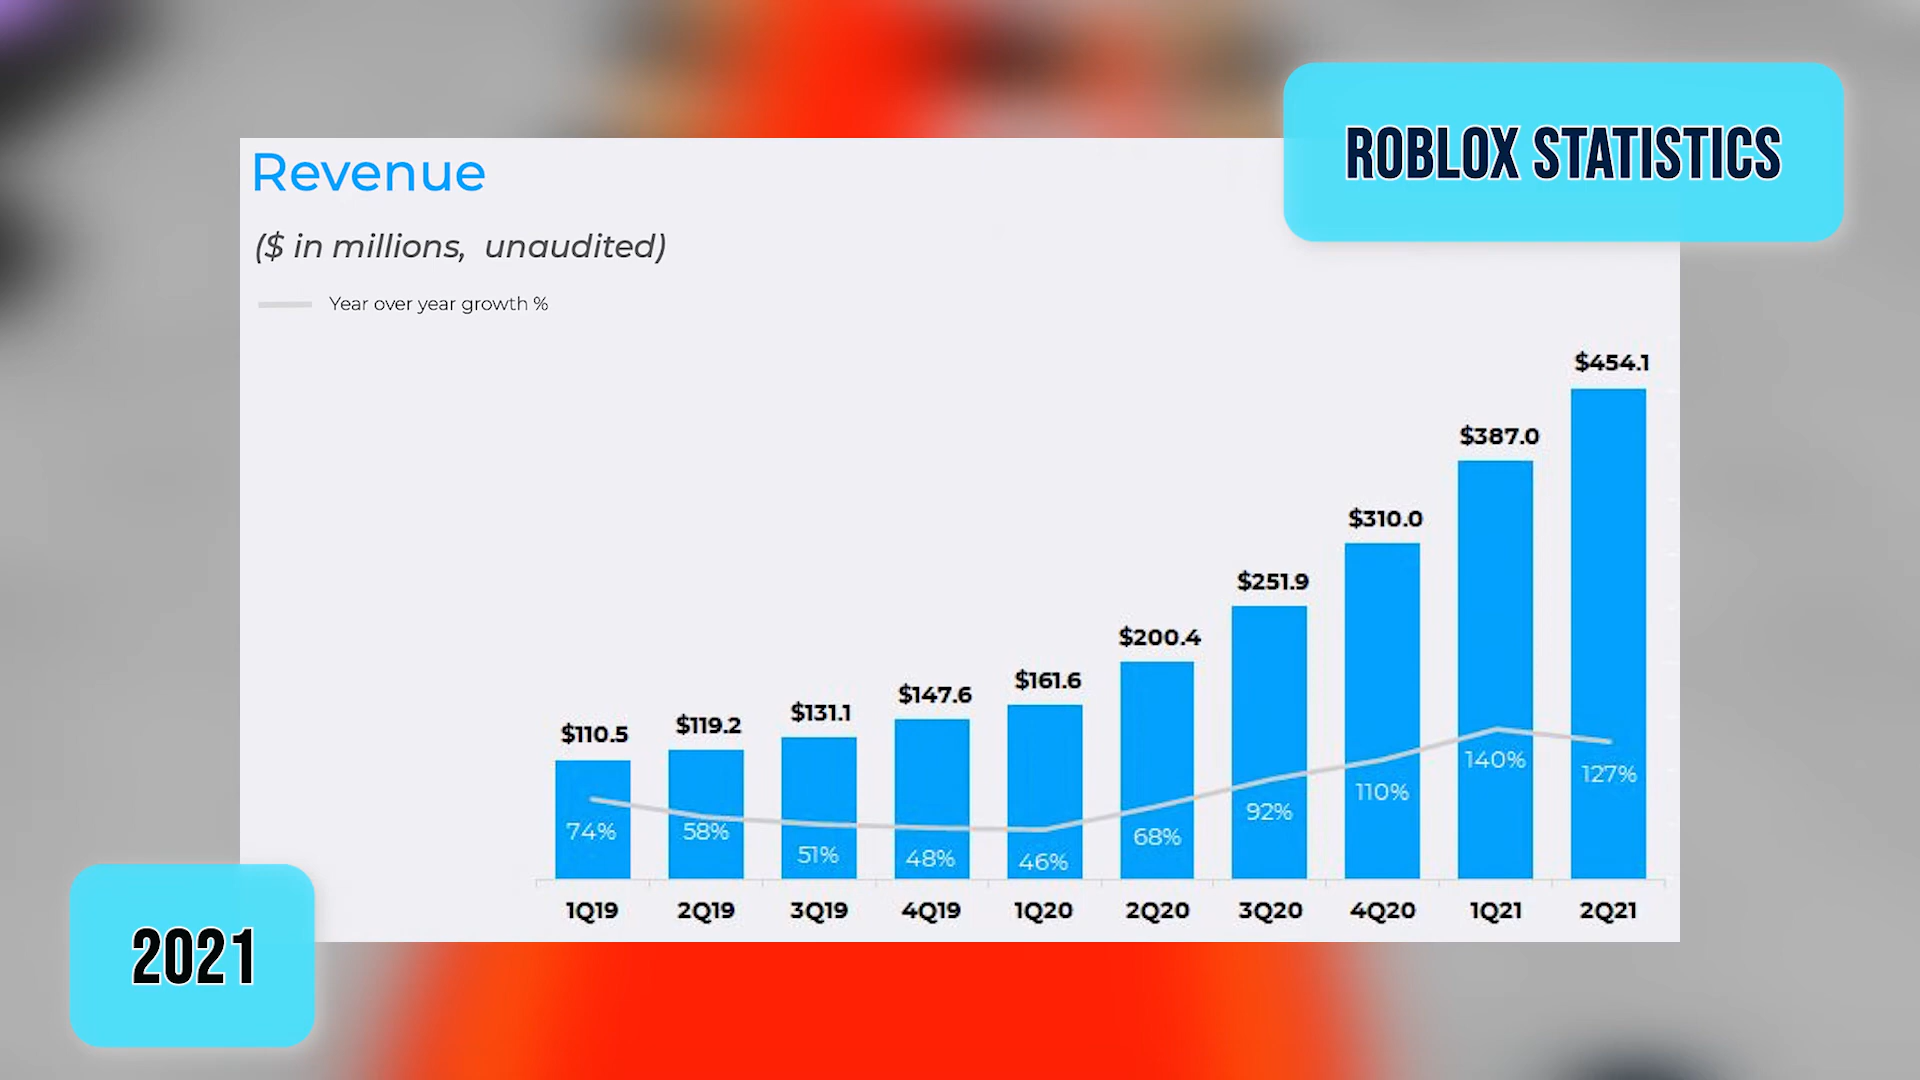 ROBLOX STATISTICS
Revenue
($ in millions, unaudited)
Year over year growth %
$110.5 $119.2 $131.1 $147.6 $161.6 $200.4 $251.9 $310.0 $387.0 $454.1
74% 58% 51% 48% 46% 68% 92% 110% 140% 127%
1Q19 2Q19 3Q19 4Q19 1Q20 2Q20 3Q20 4Q20 1Q21 2Q21
2021